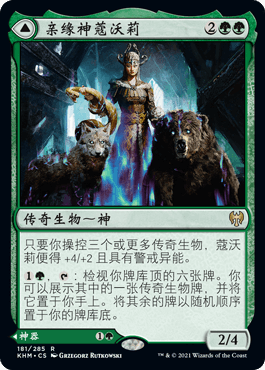 亲缘神蔻沃莉 2
传奇生物～神
只要你操控三个或更多传奇生物，蔻沃
莉便得 +4/+2 且具有警戒异能。
1，：检视你牌库顶的六张牌。你
可以展示其中的一张传奇生物牌，并将
它置于你手上。将其余的牌以随机顺序
置于你的牌库底。
神器 1
2/4
181/285 R
KHM • CS GRZEGORZ RUTKOWSKI
™ & © 2021 Wizards of the Coast